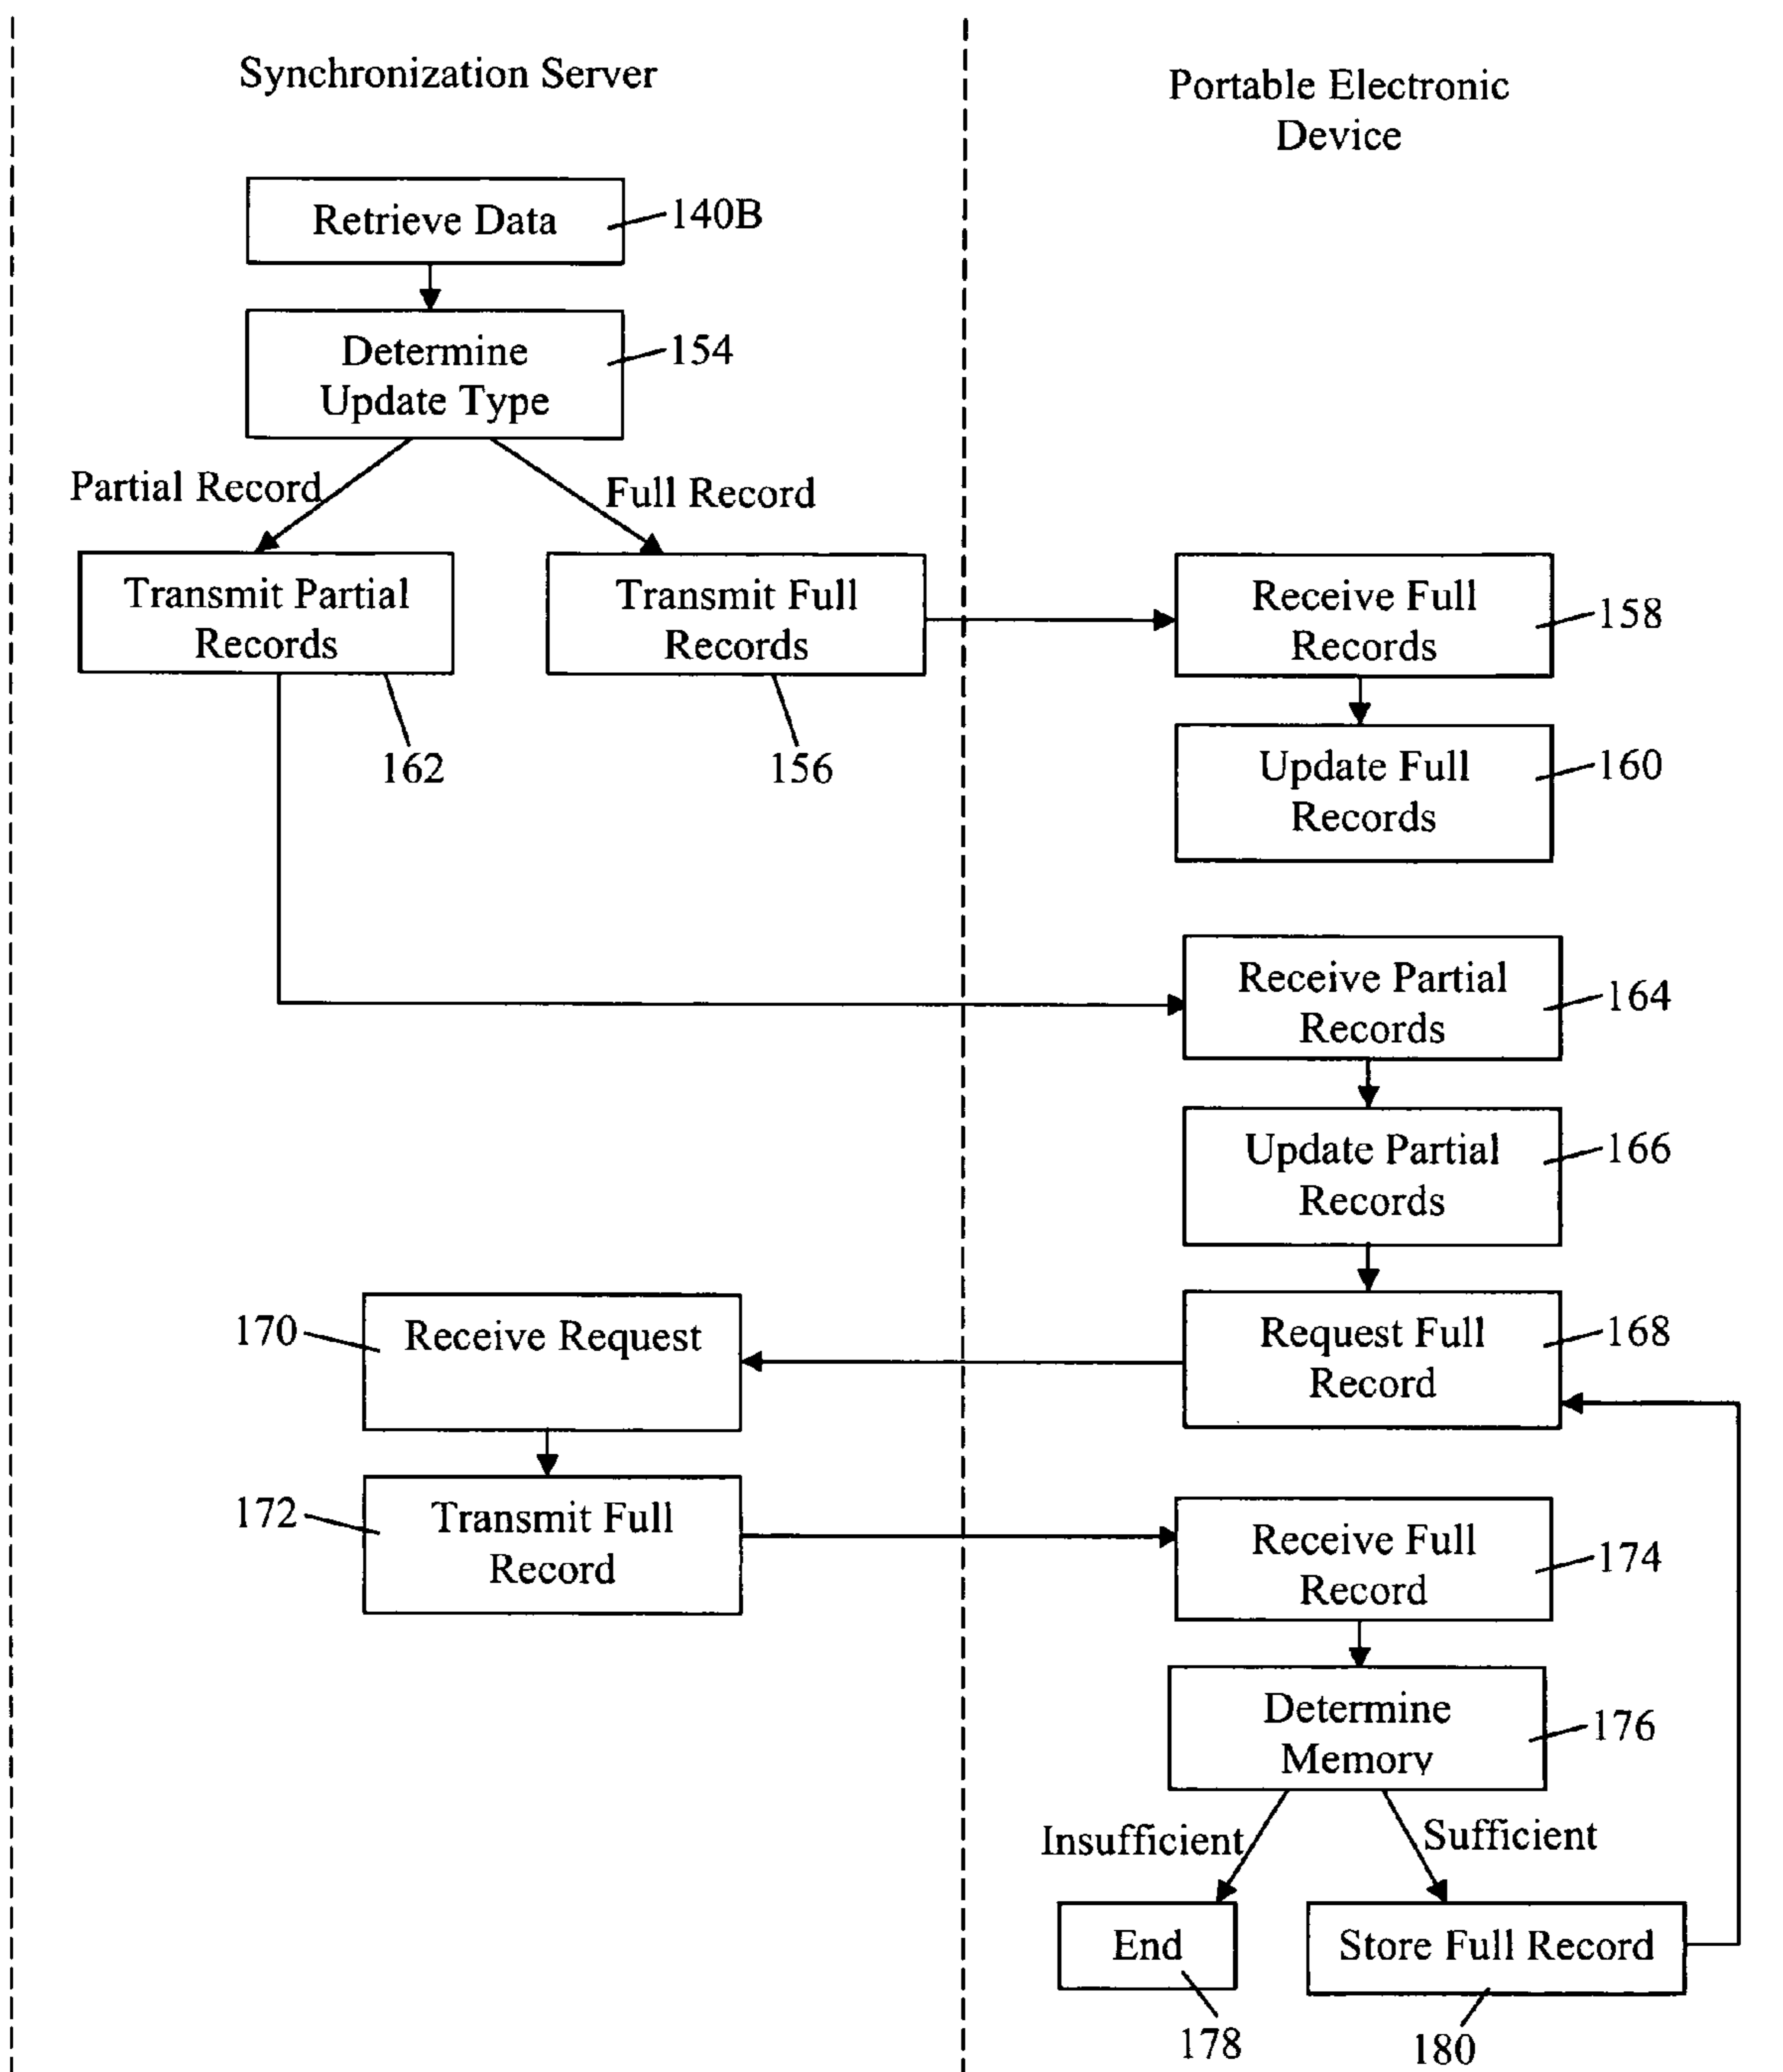 Synchronization Server
Portable Electronic
Device
Retrieve Data
140B
Determine
Update Type
154
Partial Record
Full Record
Transmit Partial
Records
162
Transmit Full
Records
156
Receive Full
Records
158
Update Full
Records
160
Receive Partial
Records
164
Update Partial
Records
166
Request Full
Record
168
170
Receive Request
172
Transmit Full
Record
Receive Full
Record
174
Determine
Memory
176
Insufficient
Sufficient
End
178
Store Full Record
180